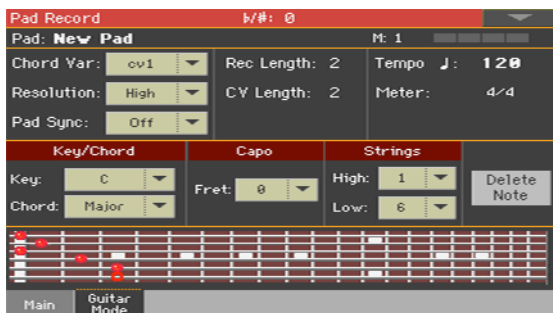 Pad Record ♭/#: 0
Pad: New Pad M: 1
Chord Var: cv1 Rec Length: 2 Tempo ♩: 120
Resolution: High CV Length: 2 Meter: 4/4
Pad Sync: Off
Key/Chord Capo Strings
Key: C Fret: 0 High: 1 Delete Note
Chord: Major Low: 6
Main Guitar Mode